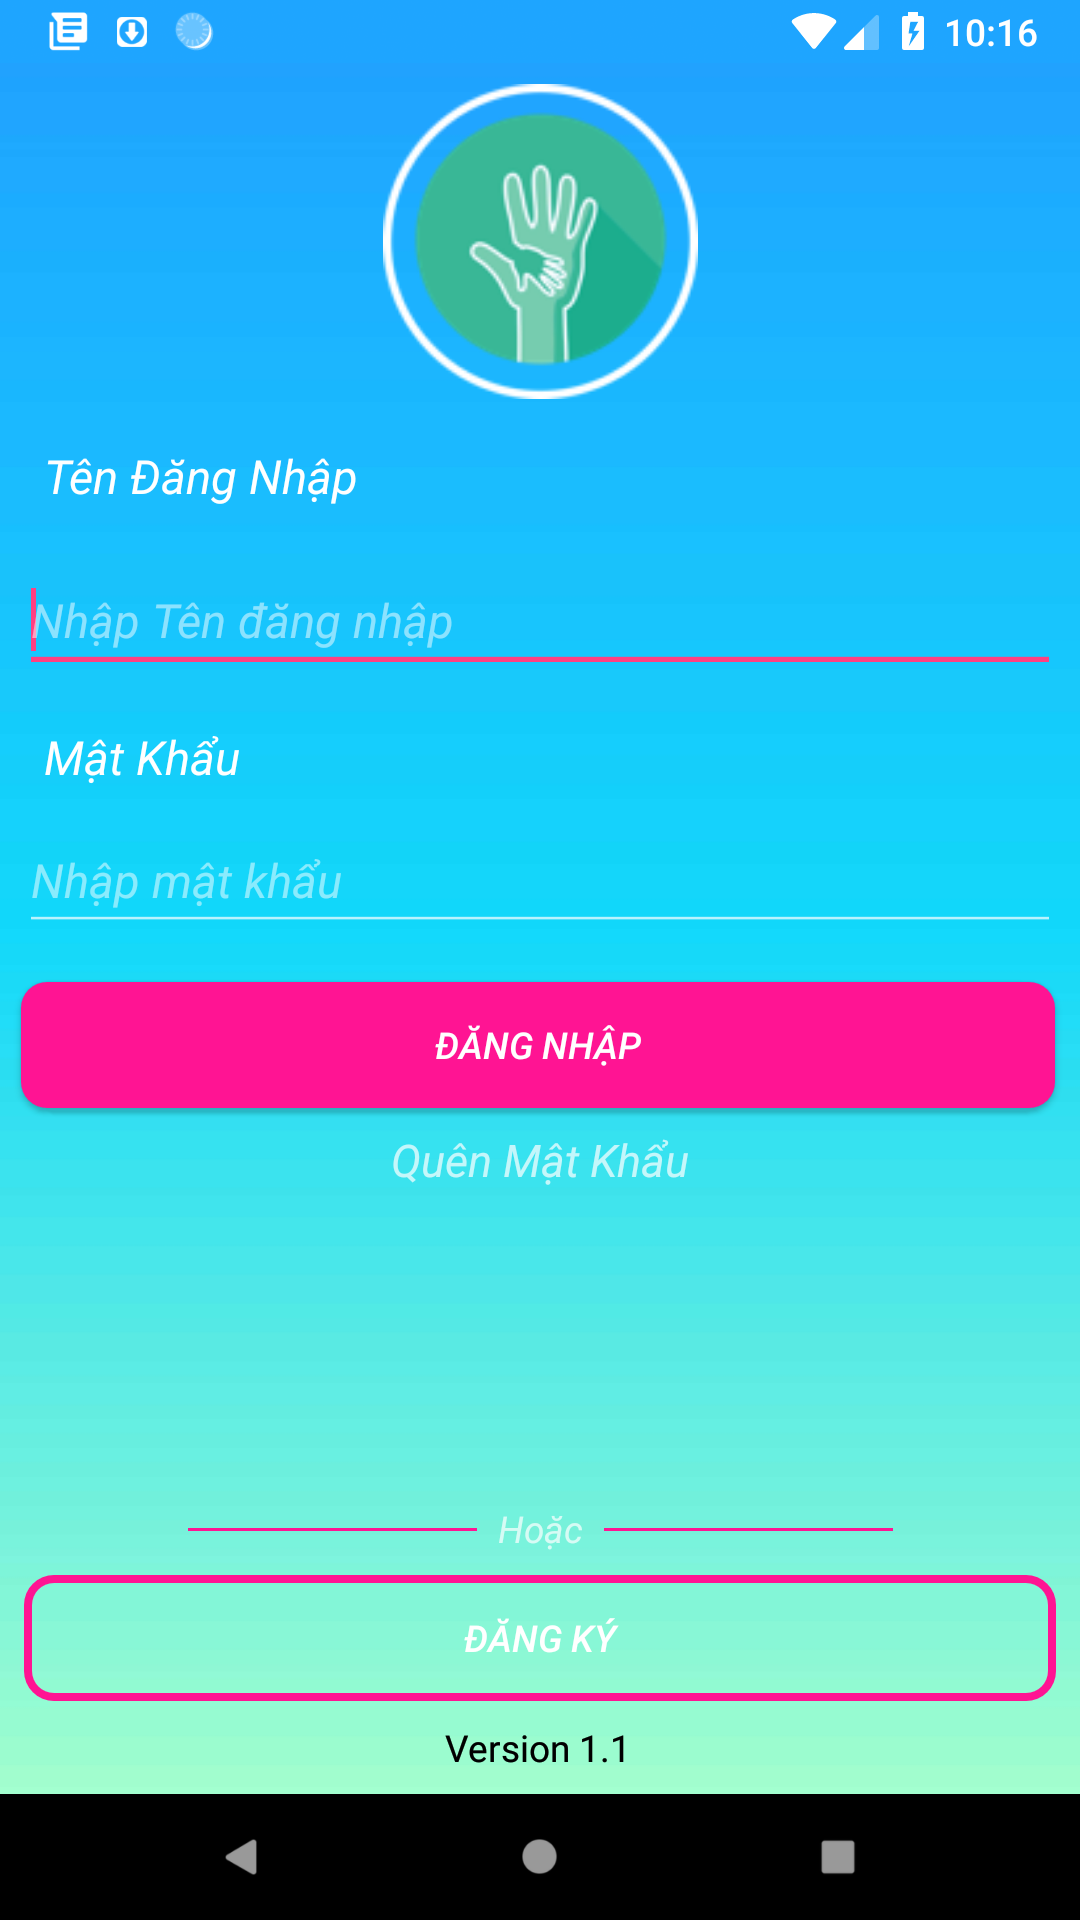 10:16
Tên Đăng Nhập
Nhập Tên đăng nhập
Mật Khẩu
Nhập mật khẩu
ĐĂNG NHẬP
Quên Mật Khẩu
Hoặc
ĐĂNG KÝ
Version 1.1